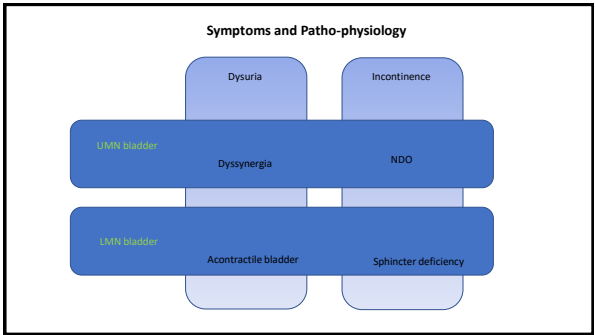 Symptoms and Patho-physiology
Dysuria
Incontinence
UMN bladder
Dyssynergia
NDO
LMN bladder
Acontractile bladder
Sphincter deficiency